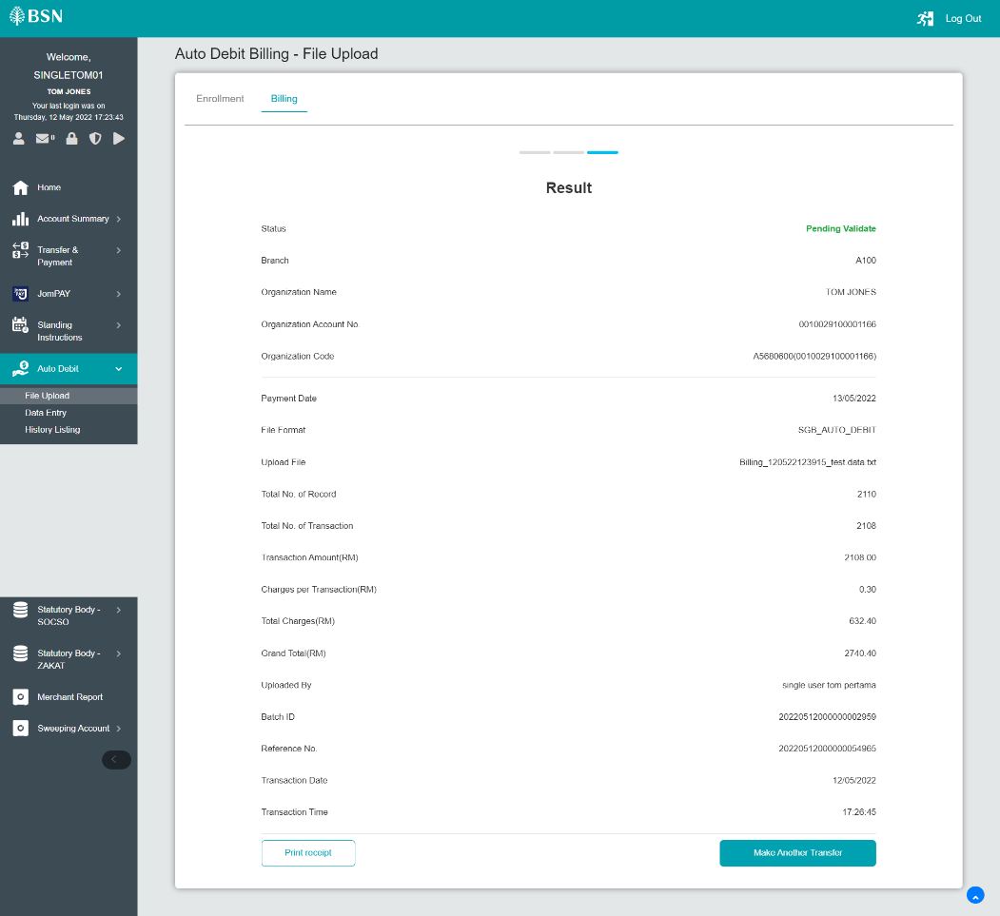 BSN
Log Out
Welcome,
SINGLETOM01
TOM JONES
Your last login was on
Thursday, 12 May 2022 17:23:43
0
Home
Account Summary
Transfer &
Payment
JomPAY
Standing
Instructions
Auto Debit
File Upload
Data Entry
History Listing
Statutory Body -
SOCSO
Statutory Body -
ZAKAT
Merchant Report
Sweeping Account
Auto Debit Billing - File Upload
Enrollment Billing
Result
Status Pending Validate
Branch A100
Organization Name TOM JONES
Organization Account No. 0010029100001166
Organization Code A5680600(0010029100001166)
Payment Date 13/05/2022
File Format SGB_AUTO_DEBIT
Upload File Billing_120522123915_test.data.txt
Total No. of Record 2110
Total No. of Transaction 2108
Transaction Amount(RM) 2108.00
Charges per Transaction(RM) 0.30
Total Charges(RM) 632.40
Grand Total(RM) 2740.40
Uploaded By single user tom pertama
Batch ID 20220512000000002959
Reference No. 20220512000000054965
Transaction Date 12/05/2022
Transaction Time 17:26:45
Print receipt Make Another Transfer